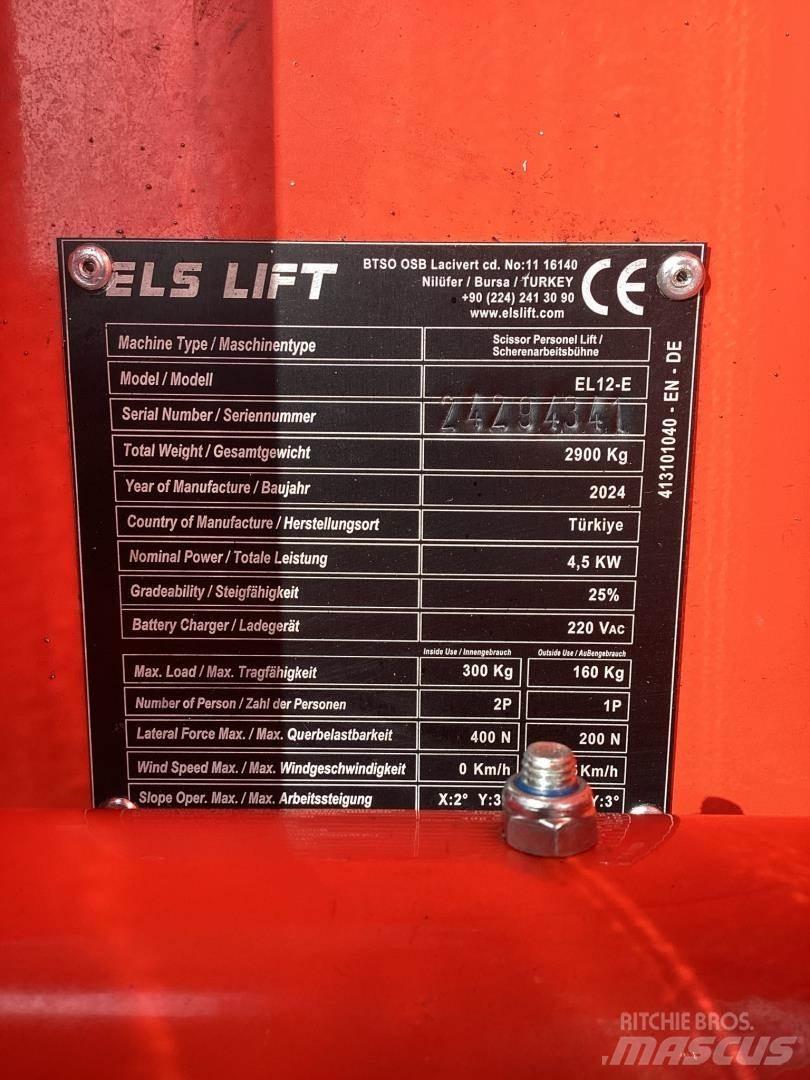 ELS LIFT
BTSO OSB Lacivert cd. No:11 16140
Nilüfer / Bursa / TURKEY
+90 (224) 241 30 90
www.elslift.com
CE
Machine Type / Maschinentype
Scissor Personel Lift /
Scherenarbeitsbühne
Model / Modell EL12-E
Serial Number / Seriennummer 24294341
Total Weight / Gesamtgewicht 2900 Kg
Year of Manufacture / Baujahr 2024
Country of Manufacture / Herstellungsort Türkiye
Nominal Power / Totale Leistung 4,5 KW
Gradeability / Steigfähigkeit 25%
Battery Charger / Ladegerät 220 VAC
Inside Use / Innengebrauch Outside Use / Außengebrauch
Max. Load / Max. Tragfähigkeit 300 Kg 160 Kg
Number of Person / Zahl der Personen 2P 1P
Lateral Force Max. / Max. Querbelastbarkeit 400 N 200 N
Wind Speed Max. / Max. Windgeschwindigkeit 0 Km/h Km/h
Slope Oper. Max. / Max. Arbeitssteigung X:2° Y:3 Y:3°
413101040 - EN - DE
RITCHIE BROS.
MASCUS